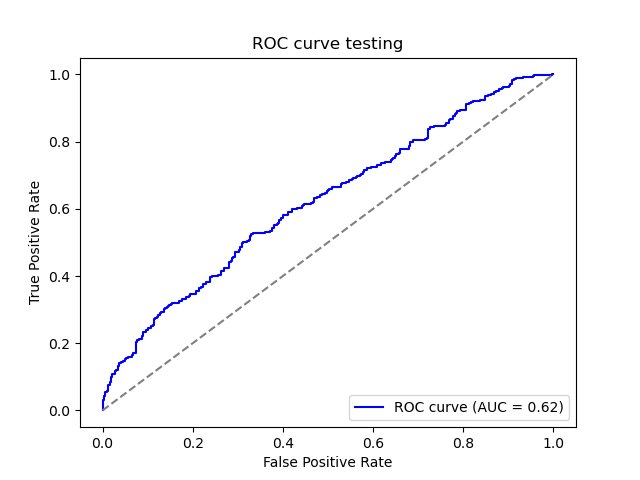 ROC curve testing
1.0
0.8
0.6
0.4
0.2
0.0
True Positive Rate
ROC curve (AUC = 0.62)
0.0 0.2 0.4 0.6 0.8 1.0
False Positive Rate